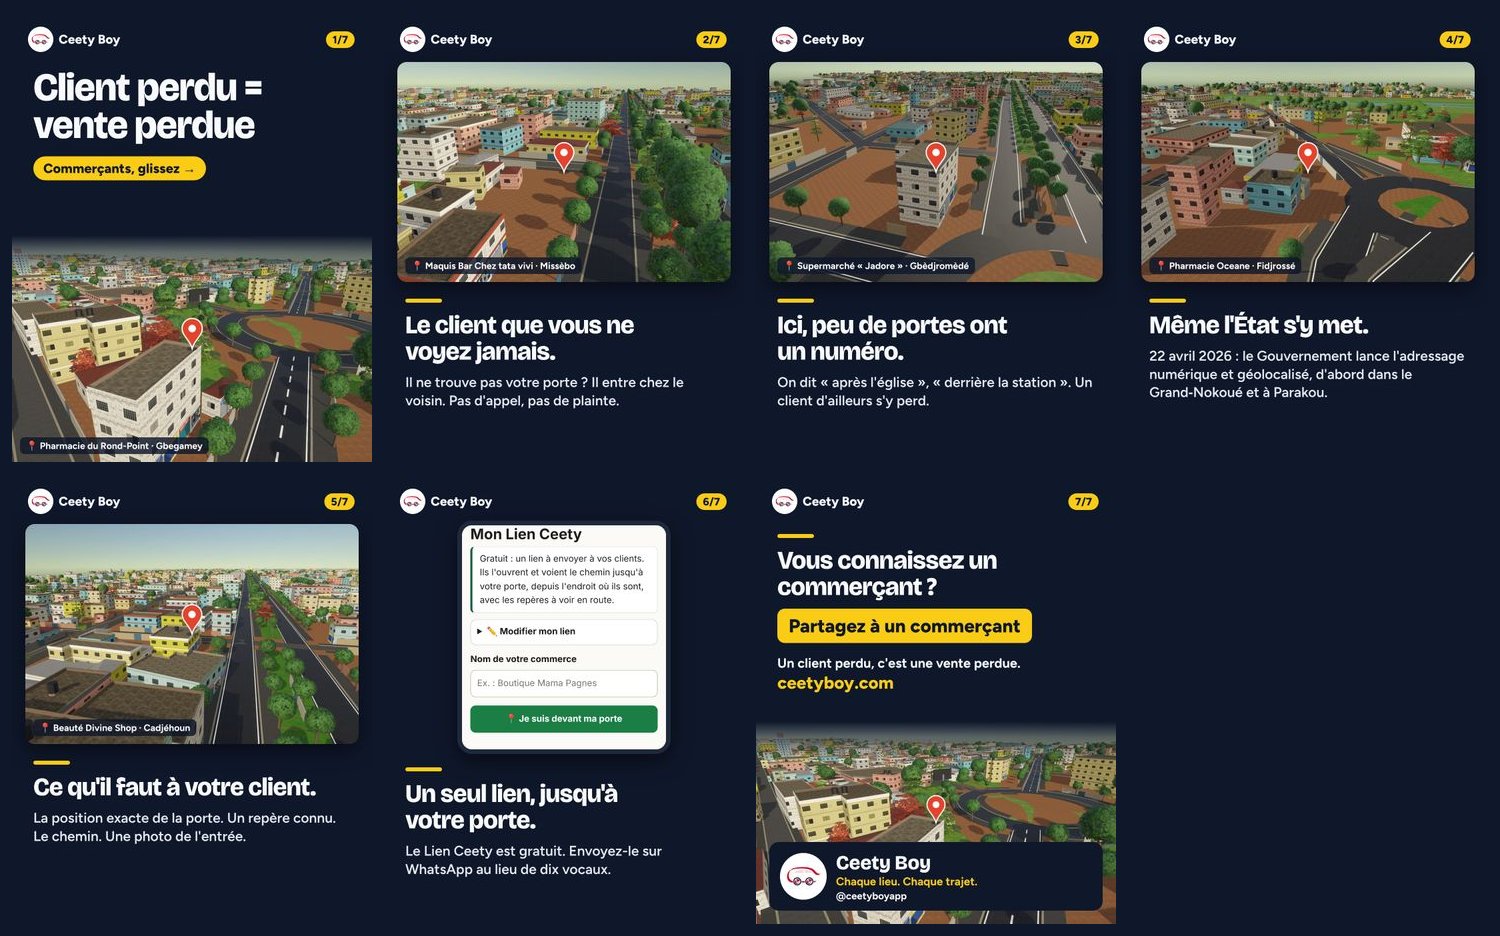 Ceety Boy
1/7
Client perdu =
vente perdue
Commerçants, glissez →
Pharmacie du Rond-Point · Gbegamey
Ceety Boy
2/7
Maquis Bar Chez tata vivi · Missèbo
Le client que vous ne
voyez jamais.
Il ne trouve pas votre porte ? Il entre chez le
voisin. Pas d'appel, pas de plainte.
Ceety Boy
3/7
Supermarché « Jadore » · Gbèdjromèdé
Ici, peu de portes ont
un numéro.
On dit « après l'église », « derrière la station ». Un
client d'ailleurs s'y perd.
Ceety Boy
4/7
Pharmacie Oceane · Fidjrossé
Même l'État s'y met.
22 avril 2026 : le Gouvernement lance l'adressage
numérique et géolocalisé, d'abord dans le
Grand-Nokoué et à Parakou.
Ceety Boy
5/7
Beauté Divine Shop · Cadjéhoun
Ce qu'il faut à votre client.
La position exacte de la porte. Un repère connu.
Le chemin. Une photo de l'entrée.
Ceety Boy
6/7
Mon Lien Ceety
Gratuit : un lien à envoyer à vos clients.
Ils l'ouvrent et voient le chemin jusqu'à
votre porte, depuis l'endroit où ils sont,
avec les repères à voir en route.
Modifier mon lien
Nom de votre commerce
Ex. : Boutique Mama Pagnes
Je suis devant ma porte
Un seul lien, jusqu'à
votre porte.
Le Lien Ceety est gratuit. Envoyez-le sur
WhatsApp au lieu de dix vocaux.
Ceety Boy
7/7
Vous connaissez un
commerçant ?
Partagez à un commerçant
Un client perdu, c'est une vente perdue.
ceetyboy.com
Ceety Boy
Chaque lieu. Chaque trajet.
@ceetyboyapp